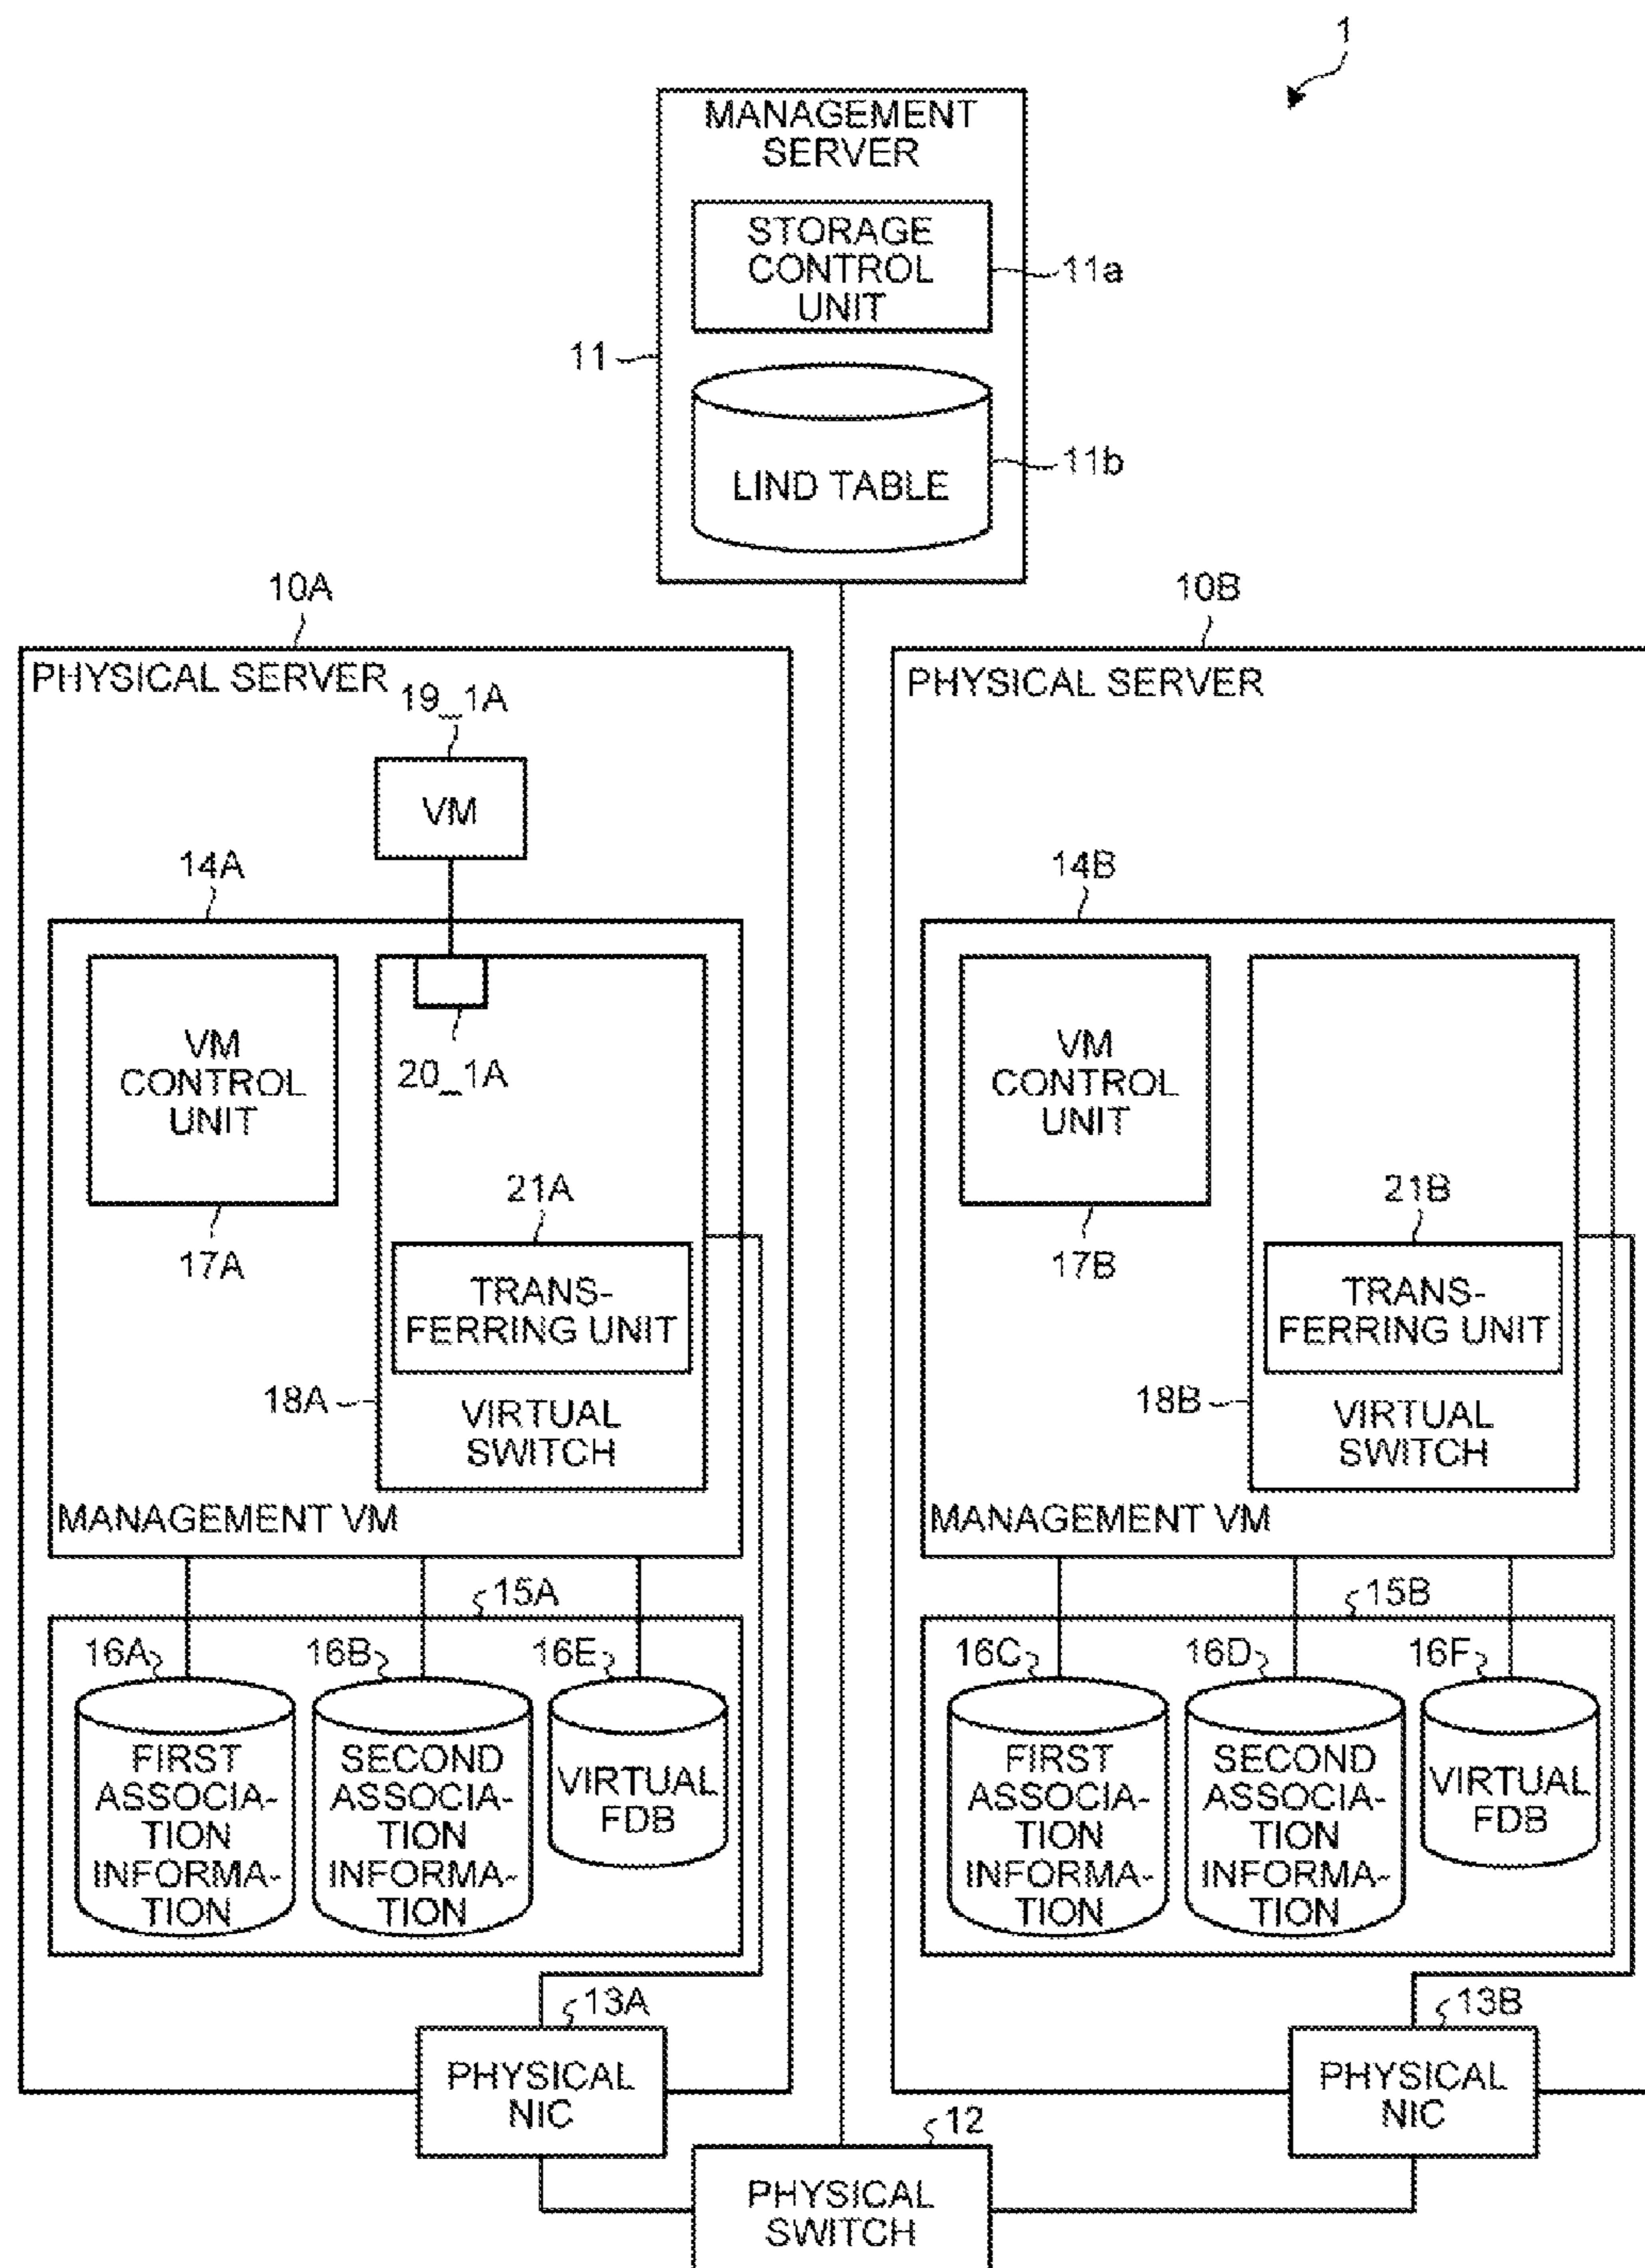 1
MANAGEMENT
SERVER
STORAGE
CONTROL
UNIT
11a
11
LIND TABLE
11b
10A
10B
PHYSICAL SERVER
19_1A
VM
14A
VM
CONTROL
UNIT
17A
20_1A
21A
TRANS-
FERRING UNIT
18A
VIRTUAL
SWITCH
MANAGEMENT VM
15A
16A
16B
16E
FIRST
ASSOCIA-
TION
INFORMA-
TION
SECOND
ASSOCIA-
TION
INFORMA-
TION
VIRTUAL
FDB
13A
PHYSICAL
NIC
PHYSICAL SERVER
14B
VM
CONTROL
UNIT
17B
21B
TRANS-
FERRING UNIT
18B
VIRTUAL
SWITCH
MANAGEMENT VM
15B
16C
16D
16F
FIRST
ASSOCIA-
TION
INFORMA-
TION
SECOND
ASSOCIA-
TION
INFORMA-
TION
VIRTUAL
FDB
13B
PHYSICAL
NIC
12
PHYSICAL
SWITCH